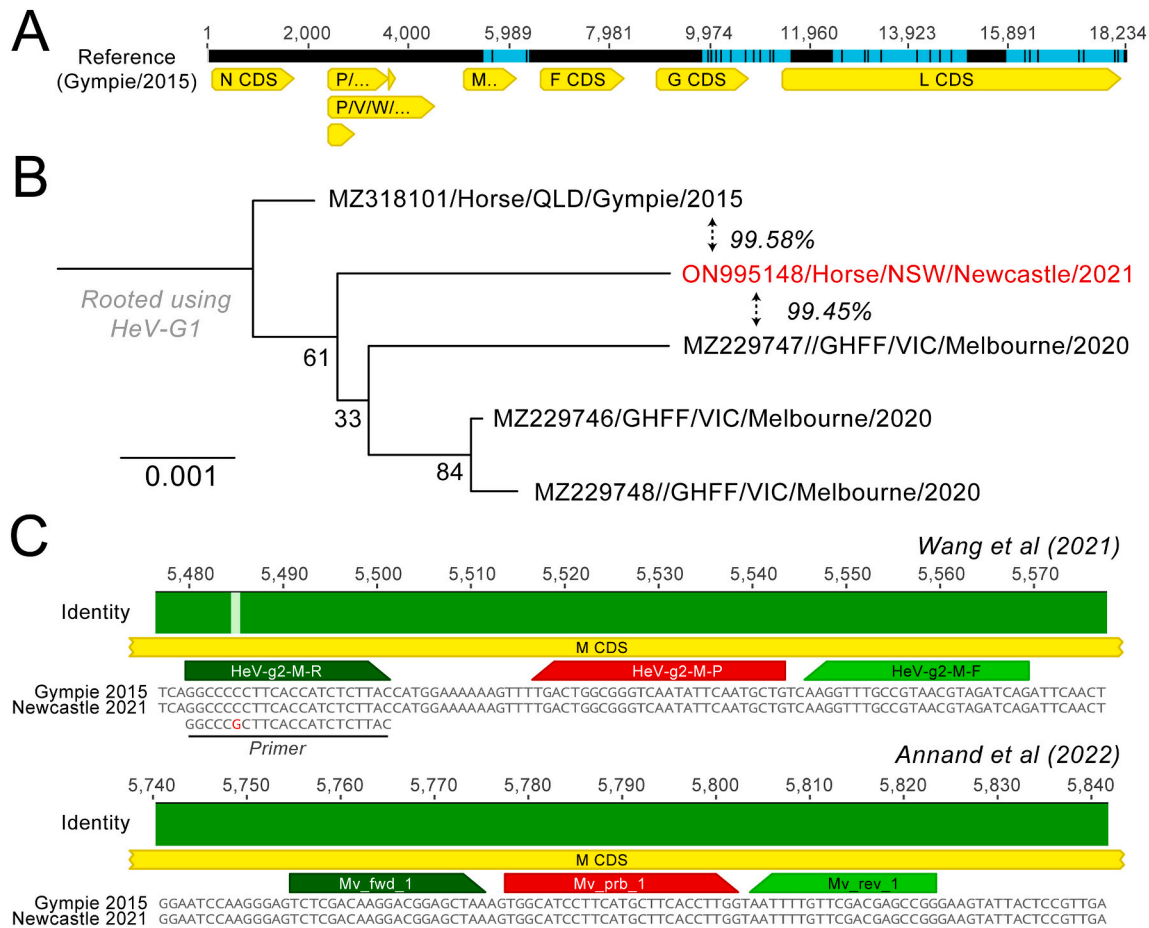 A
1 2,000 4,000 5,989 7,981 9,974 11,960 13,923 15,891 18,234
Reference
(Gympie/2015)
N CDS P/... M.. F CDS G CDS L CDS
P/V/W/...
B
MZ318101/Horse/QLD/Gympie/2015
99.58%
ON995148/Horse/NSW/Newcastle/2021
Rooted using
HeV-G1
99.45%
MZ229747//GHFF/VIC/Melbourne/2020
61
33
MZ229746/GHFF/VIC/Melbourne/2020
84
0.001
MZ229748//GHFF/VIC/Melbourne/2020
C
Wang et al (2021)
5,480 5,490 5,500 5,510 5,520 5,530 5,540 5,550 5,560 5,570
Identity
M CDS
HeV-g2-M-R HeV-g2-M-P HeV-g2-M-F
Gympie 2015 TCAGGCCCCCTTCACCATCTCTTACCATGGAAAAAAGTTTTGACTGGCGGGTCAATATTCAATGCTGTCAAGGTTTGCCGTAACGTAGATCAGATTCAACT
Newcastle 2021 TCAGGCCCCCTTCACCATCTCTTACCATGGAAAAAAGTTTTGACTGGCGGGTCAATATTCAATGCTGTCAAGGTTTGCCGTAACGTAGATCAGATTCAACT
GGCCCGCTTCACCATCTCTTAC
Primer
Annand et al (2022)
5,740 5,750 5,760 5,770 5,780 5,790 5,800 5,810 5,820 5,830 5,840
Identity
M CDS
Mv_fwd_1 Mv_prb_1 Mv_rev_1
Gympie 2015 GGAATCCAAGGGAGTCTCGACAAGGACGGAGCTAAAGTGGCATCCTTCATGCTTCACCTTGGTAATTTTGTTCGACGAGCCGGGAAGTATTACTCCGTTGA
Newcastle 2021 GGAATCCAAGGGAGTCTCGACAAGGACGGAGCTAAAGTGGCATCCTTCATGCTTCACCTTGGTAATTTTGTTCGACGAGCCGGGAAGTATTACTCCGTTGA